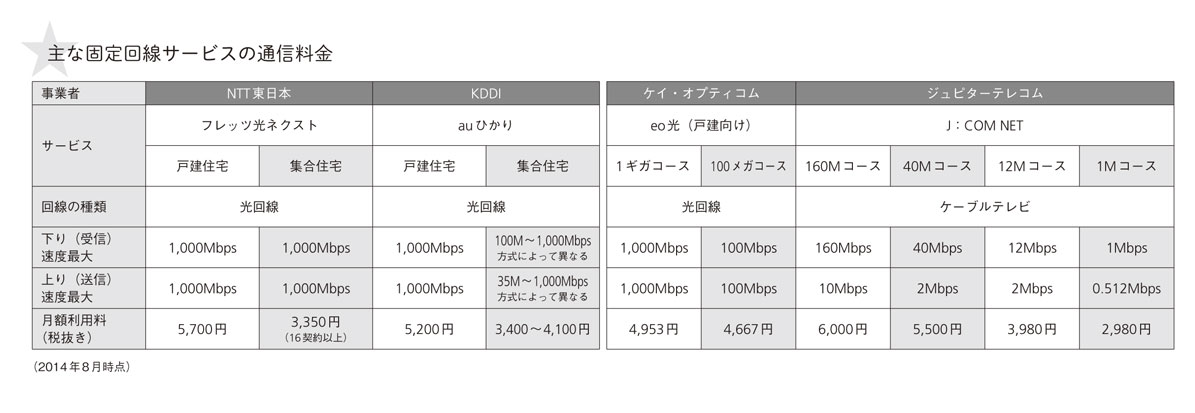 主な固定回線サービスの通信料金
事業者 NTT東日本 KDDI ケイ・オプティコム ジュピターテレコム
サービス フレッツ光ネクスト auひかり eo光（戸建向け） J：COM NET
戸建住宅 集合住宅 戸建住宅 集合住宅 1ギガコース 100メガコース 160Mコース 40Mコース 12Mコース 1Mコース
回線の種類 光回線 光回線 光回線 ケーブルテレビ
下り（受信）
速度最大 1,000Mbps 1,000Mbps 1,000Mbps 100M～1,000Mbps
方式によって異なる 1,000Mbps 100Mbps 160Mbps 40Mbps 12Mbps 1Mbps
上り（送信）
速度最大 1,000Mbps 1,000Mbps 1,000Mbps 35M～1,000Mbps
方式によって異なる 1,000Mbps 100Mbps 10Mbps 2Mbps 2Mbps 0.512Mbps
月額利用料
（税抜き） 5,700円 3,350円
（16契約以上） 5,200円 3,400～4,100円 4,953円 4,667円 6,000円 5,500円 3,980円 2,980円
（2014年8月時点）